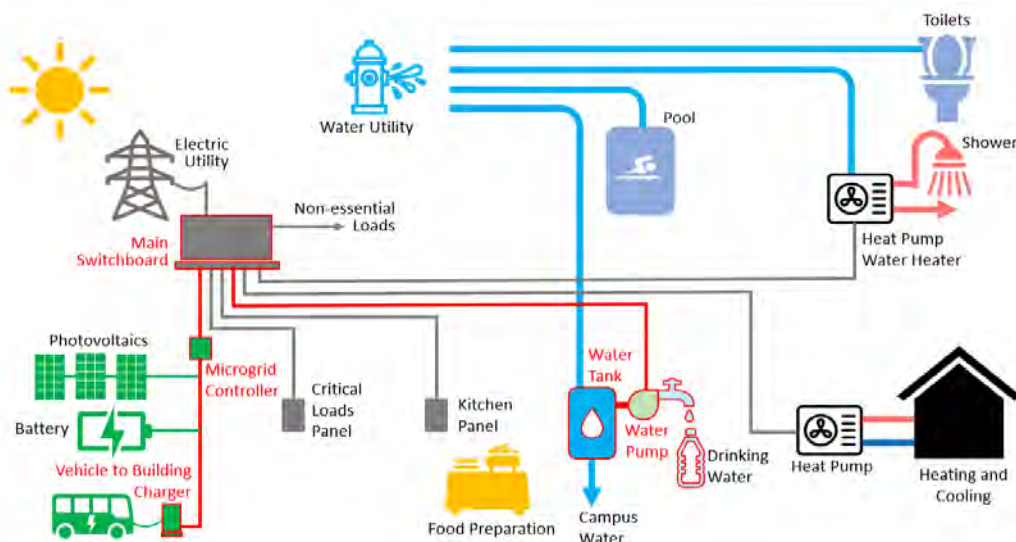 Toilets
Water Utility
Pool
Shower
Electric
Utility
Non-essential
Loads
Main
Switchboard
Heat Pump
Water Heater
Photovoltaics
Microgrid
Controller
Critical
Loads
Panel
Kitchen
Panel
Water
Tank
Water
Pump
Battery
Vehicle to Building
Charger
Drinking
Water
Heat Pump
Heating and
Cooling
Food Preparation
Campus
Water